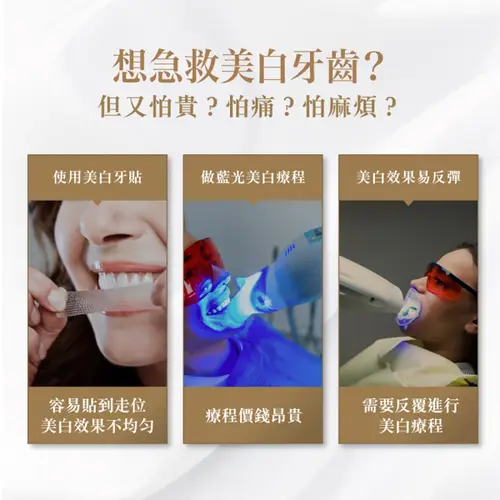 想急救美白牙齒？
但又怕貴？怕痛？怕麻煩？
使用美白牙貼
容易貼到走位
美白效果不均勻
做藍光美白療程
療程價錢昂貴
美白效果易反彈
需要反覆進行
美白療程